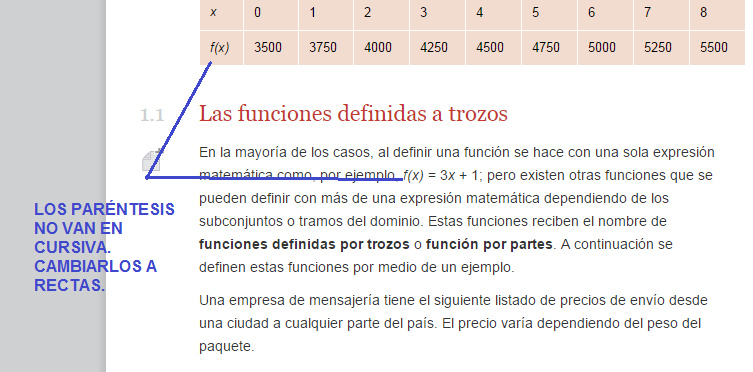 x 0 1 2 3 4 5 6 7 8
f(x) 3500 3750 4000 4250 4500 4750 5000 5250 5500
1.1 Las funciones definidas a trozos
En la mayoría de los casos, al definir una función se hace con una sola expresión
matemática como, por ejemplo, f(x) = 3x + 1; pero existen otras funciones que se
pueden definir con más de una expresión matemática dependiendo de los
subconjuntos o tramos del dominio. Estas funciones reciben el nombre de
funciones definidas por trozos o función por partes. A continuación se
definen estas funciones por medio de un ejemplo.
LOS PARÉNTESIS
NO VAN EN
CURSIVA.
CAMBIARLOS A
RECTAS.
Una empresa de mensajería tiene el siguiente listado de precios de envío desde
una ciudad a cualquier parte del país. El precio varía dependiendo del peso del
paquete.